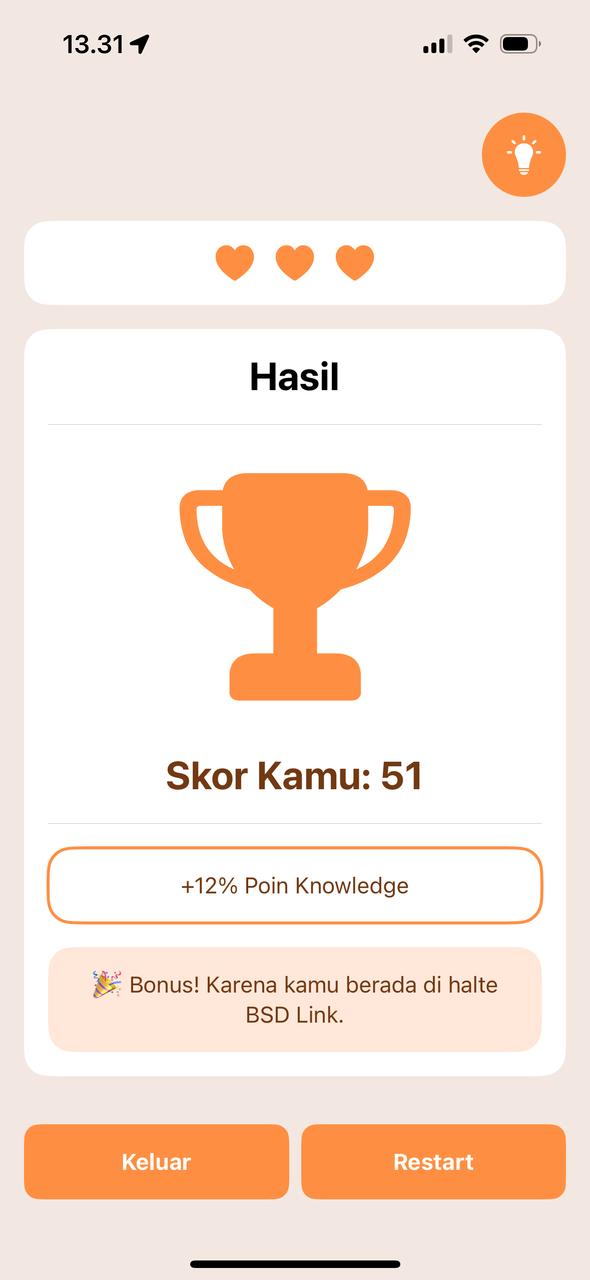 13.31
Hasil
Skor Kamu: 51
+12% Poin Knowledge
🎉 Bonus! Karena kamu berada di halte
BSD Link.
Keluar
Restart